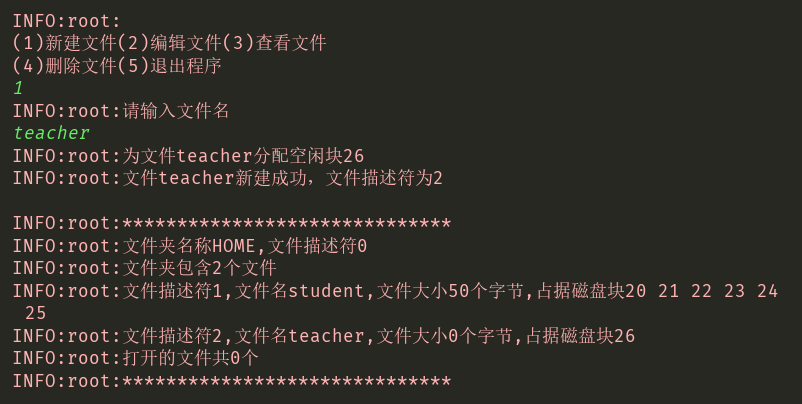 INFO:root:
(1)新建文件(2)编辑文件(3)查看文件
(4)删除文件(5)退出程序
1
INFO:root:请输入文件名
teacher
INFO:root:为文件teacher分配空闲块26
INFO:root:文件teacher新建成功，文件描述符为2
INFO:root:******************************
INFO:root:文件夹名称HOME,文件描述符0
INFO:root:文件夹包含2个文件
INFO:root:文件描述符1,文件名student,文件大小50个字节,占据磁盘块20 21 22 23 24
25
INFO:root:文件描述符2,文件名teacher,文件大小0个字节,占据磁盘块26
INFO:root:打开的文件共0个
INFO:root:******************************